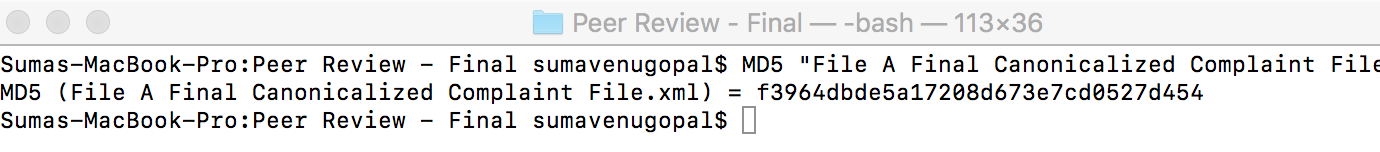 Peer Review - Final — -bash — 113×36
Sumas-MacBook-Pro:Peer Review - Final sumavenugopal$ MD5 "File A Final Canonicalized Complaint File
MD5 (File A Final Canonicalized Complaint File.xml) = f3964dbde5a17208d673e7cd0527d454
Sumas-MacBook-Pro:Peer Review - Final sumavenugopal$